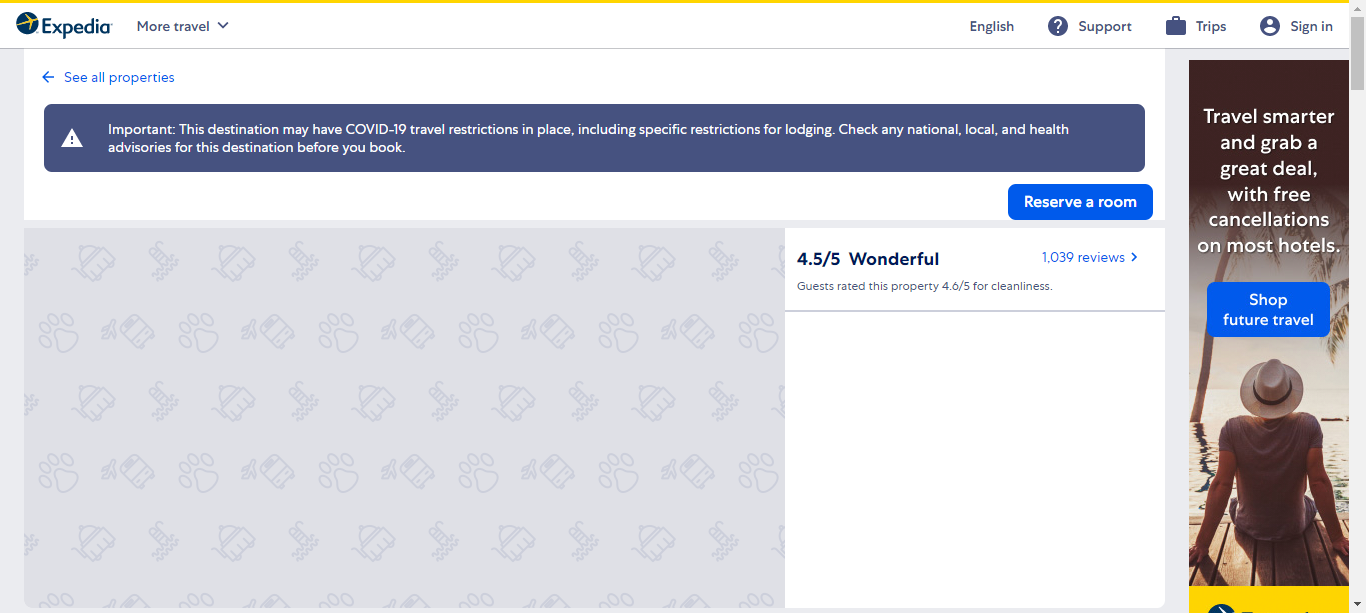 Expedia
More travel
English
Support
Trips
Sign in
See all properties
Important: This destination may have COVID-19 travel restrictions in place, including specific restrictions for lodging. Check any national, local, and health
advisories for this destination before you book.
Reserve a room
4.5/5 Wonderful
1,039 reviews
Guests rated this property 4.6/5 for cleanliness.
Travel smarter
and grab a
great deal,
with free
cancellations
on most hotels.
Shop
future travel